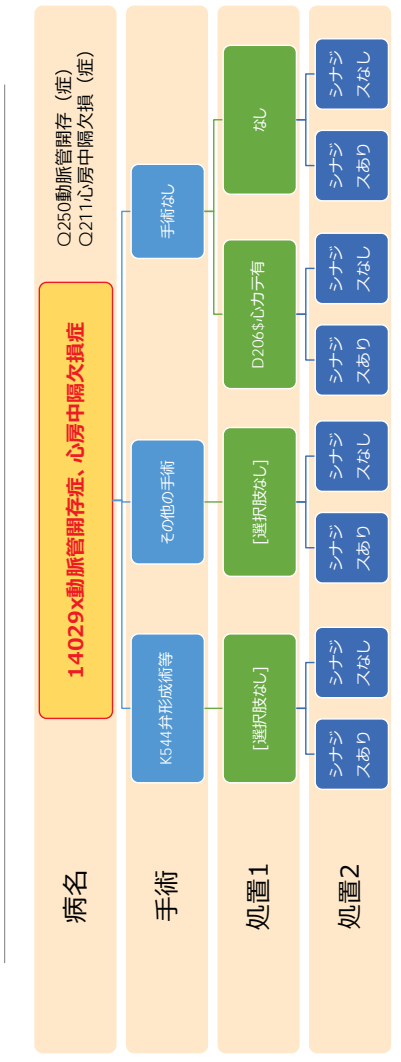 病名
14029x動脈管開存症、心房中隔欠損症
Q250動脈管開存（症）
Q211心房中隔欠損（症）
手術
K544弁形成術等
その他の手術
手術なし
処置1
[選択肢なし]
[選択肢なし]
D206$心カテ有
なし
処置2
シナジ
スあり
シナジ
スなし
シナジ
スあり
シナジ
スなし
シナジ
スあり
シナジ
スなし
シナジ
スあり
シナジ
スなし